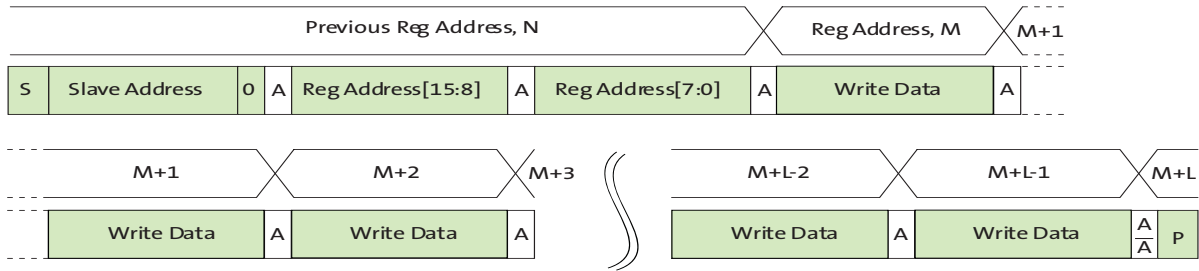 Previous Reg Address, N Reg Address, M M+1
S Slave Address 0 A Reg Address[15:8] A Reg Address[7:0] A Write Data A
M+1 M+2 M+3 M+L-2 M+L-1 M+L
Write Data A Write Data A Write Data A Write Data A/A̅ P